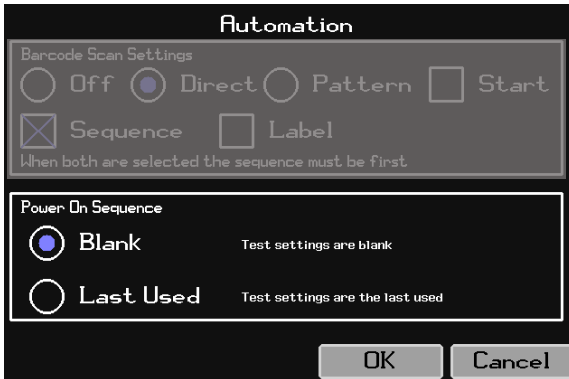 Automation
Barcode Scan Settings
Off Direct Pattern Start
Sequence Label
When both are selected the sequence must be first
Power On Sequence
Blank Test settings are blank
Last Used Test settings are the last used
OK Cancel